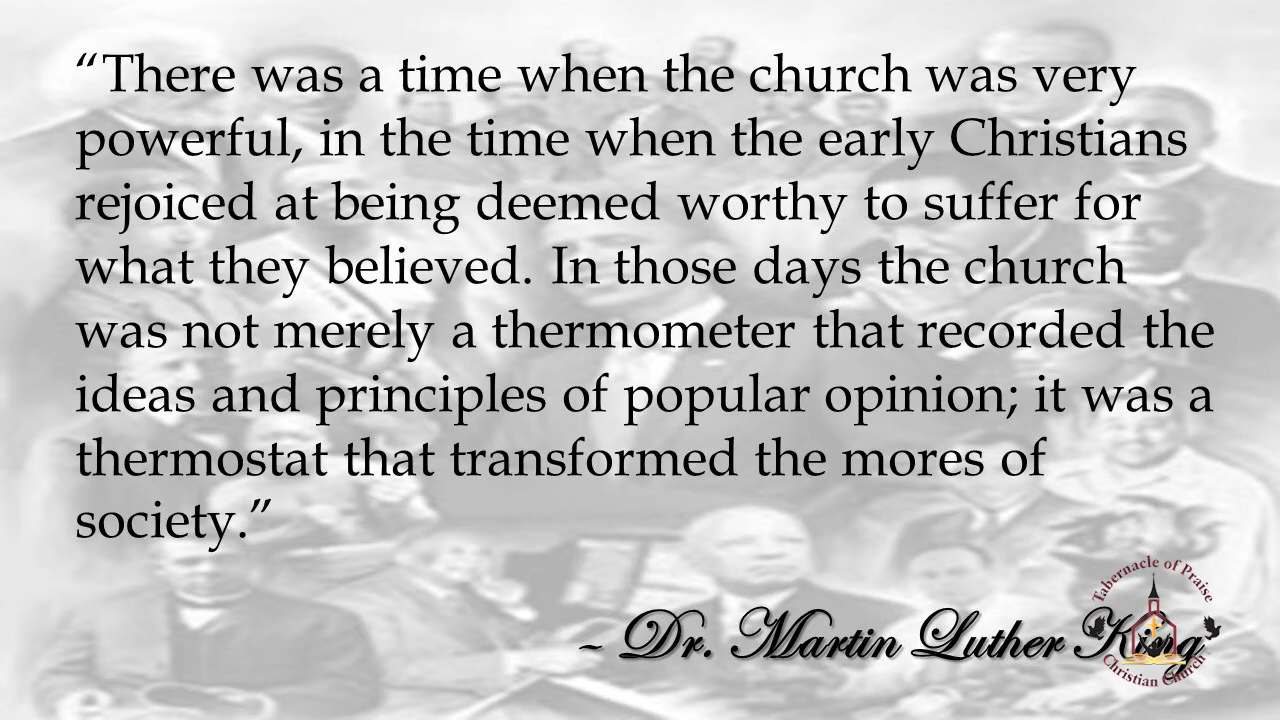 “There was a time when the church was very
powerful, in the time when the early Christians
rejoiced at being deemed worthy to suffer for
what they believed. In those days the church
was not merely a thermometer that recorded the
ideas and principles of popular opinion; it was a
thermostat that transformed the mores of
society.”
~ Dr. Martin Luther King
Tabernacle of Praise
Christian Church